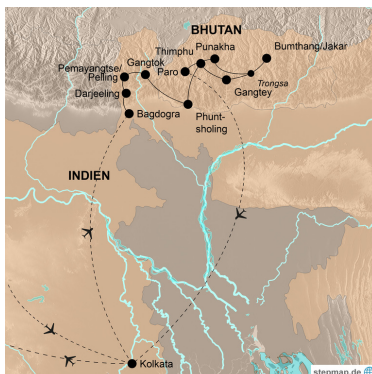 BHUTAN
Punakha
Thimphu
Bumthang/Jakar
Gangtok
Pemayangtse/
Pelling
Paro
Trongsa
Gangtey
Darjeeling
Bagdogra
Phunt-
sholing
INDIEN
Kolkata
stepmap.de